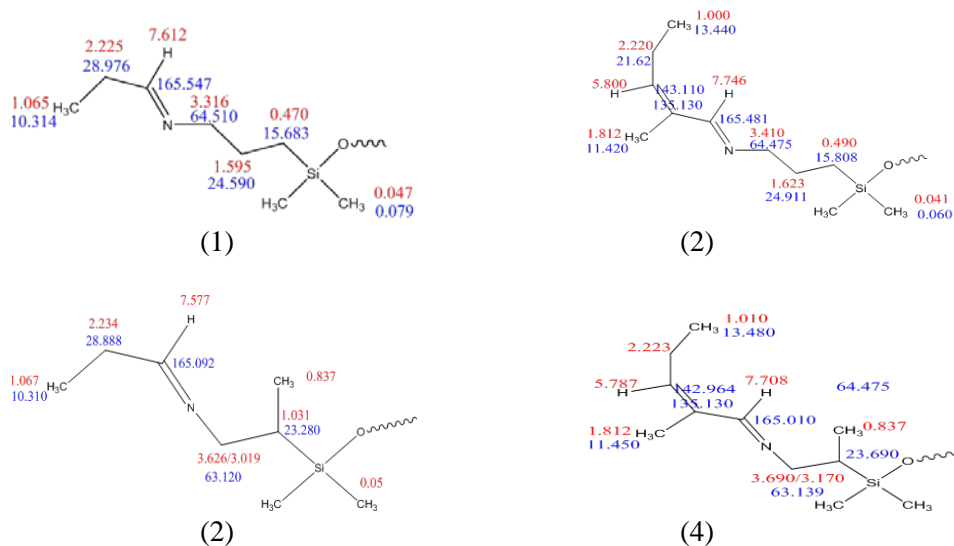 7.612
2.225
H
28.976
165.547
1.065
H₃C
10.314
3.316
N
64.510
0.470
15.683
O
1.595
24.590
Si
H₃C
CH₃
0.047
0.079
(1)
1.000
CH₃
13.440
2.220
21.62
5.800
H
143.110
7.746
H
135.130
165.481
1.812
H₃C
11.420
N
3.410
64.475
0.490
15.808
O
1.623
24.911
Si
H₃C
CH₃
0.041
0.060
(2)
7.577
H
2.234
28.888
165.092
1.067
H₃C
10.310
N
CH₃
0.837
1.031
23.280
O
3.626/3.019
63.120
Si
H₃C
CH₃
0.05
(2)
1.010
CH₃
13.480
2.223
5.787
H
142.964
7.708
H
64.475
135.130
165.010
1.812
H₃C
11.450
N
CH₃
0.837
23.690
O
3.690/3.170
63.139
Si
H₃C
CH₃
(4)